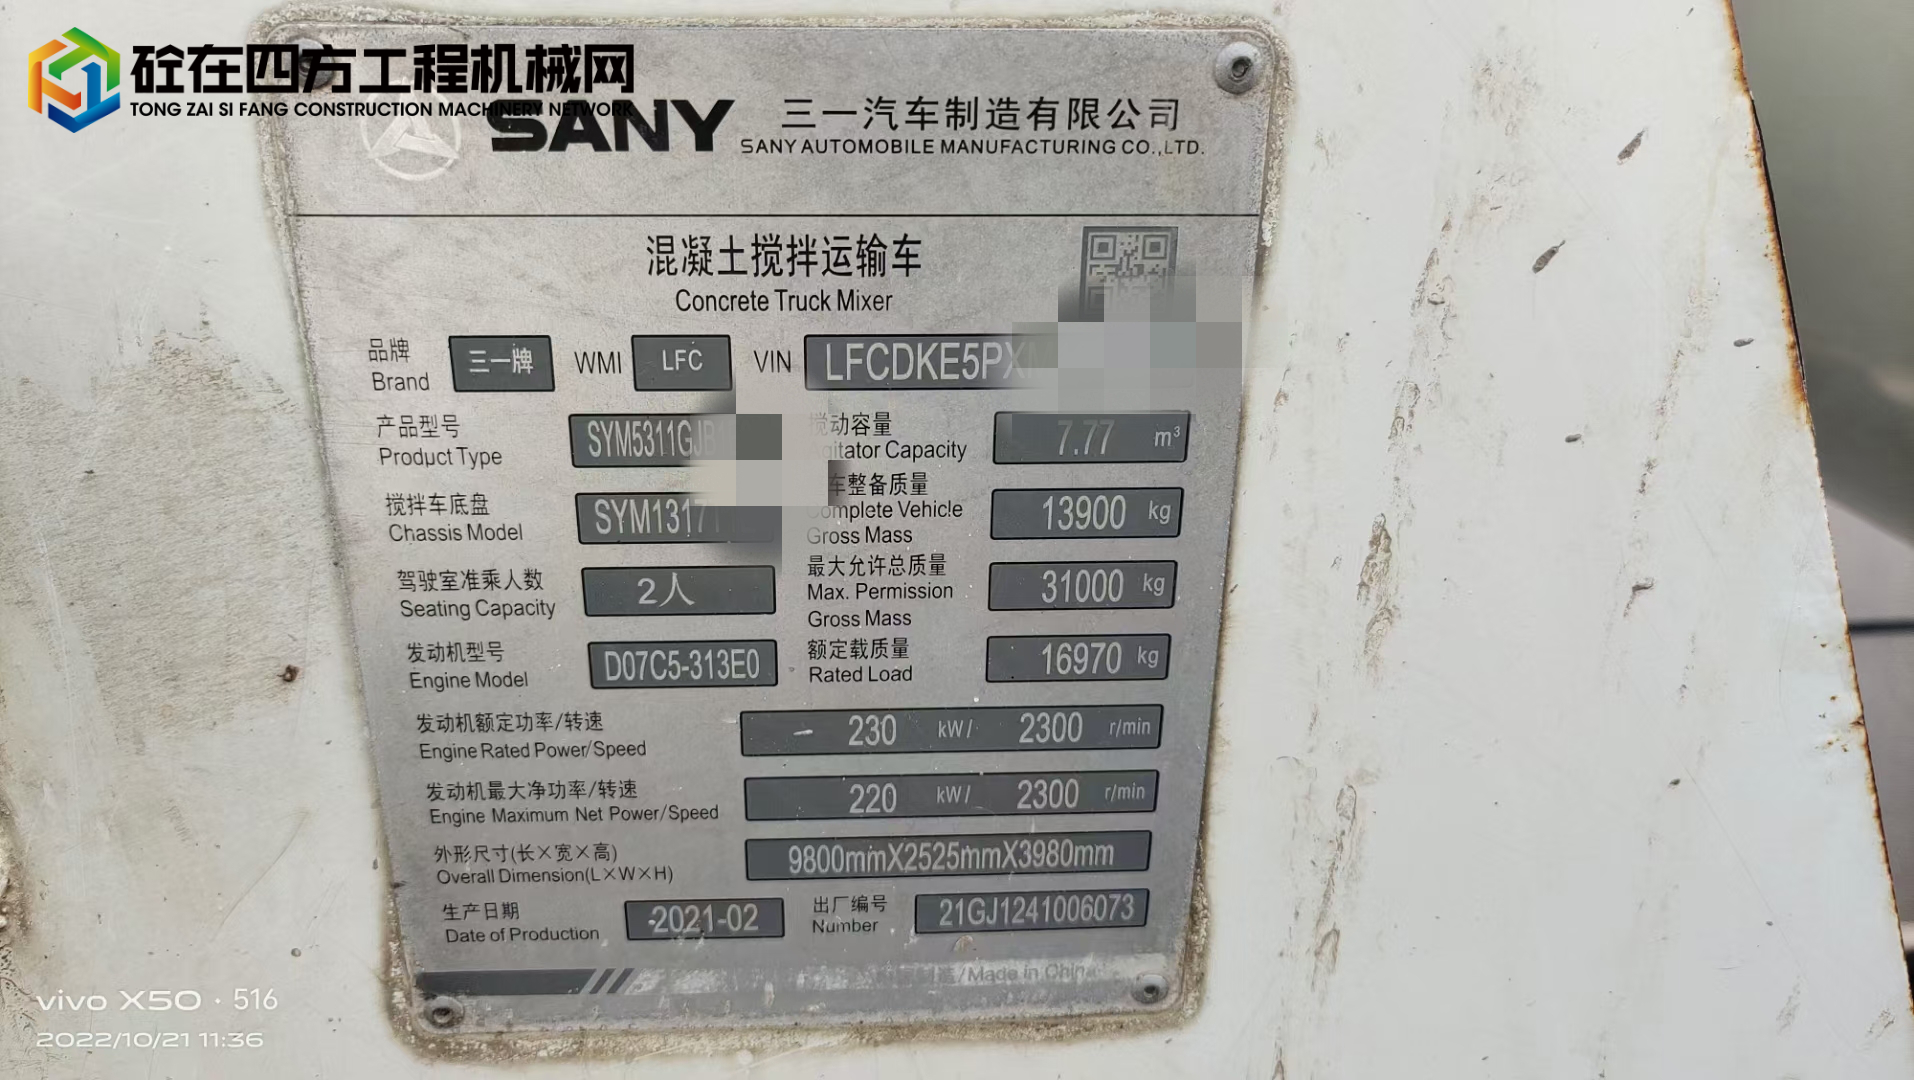 砼在四方工程机械网
TONG ZAI SI FANG CONSTRUCTION MACHINERY NETWORK
SANY 三一汽车制造有限公司
SANY AUTOMOBILE MANUFACTURING CO.,LTD.
混凝土搅拌运输车
Concrete Truck Mixer
品牌 三一牌 WMI LFC VIN LFCDKE5PX
Brand
产品型号 SYM5311GJB 搅动容量 7.77 m³
Product Type Agitator Capacity
搅拌车底盘 SYM1317T 整备质量 13900 kg
Chassis Model Complete Vehicle
Gross Mass
驾驶室准乘人数 2人 最大允许总质量 31000 kg
Seating Capacity Max. Permission
Gross Mass
发动机型号 D07C5-313E0 额定载质量 16970 kg
Engine Model Rated Load
发动机额定功率/转速 230 kW/ 2300 r/min
Engine Rated Power/Speed
发动机最大净功率/转速 220 kW/ 2300 r/min
Engine Maximum Net Power/Speed
外形尺寸(长×宽×高) 9800mmX2525mmX3980mm
Overall Dimension(L×W×H)
生产日期 2021-02 出厂编号 21GJ1241006073
Date of Production Number
/Made in China
vivo X50 · 516
2022/10/21 11:36